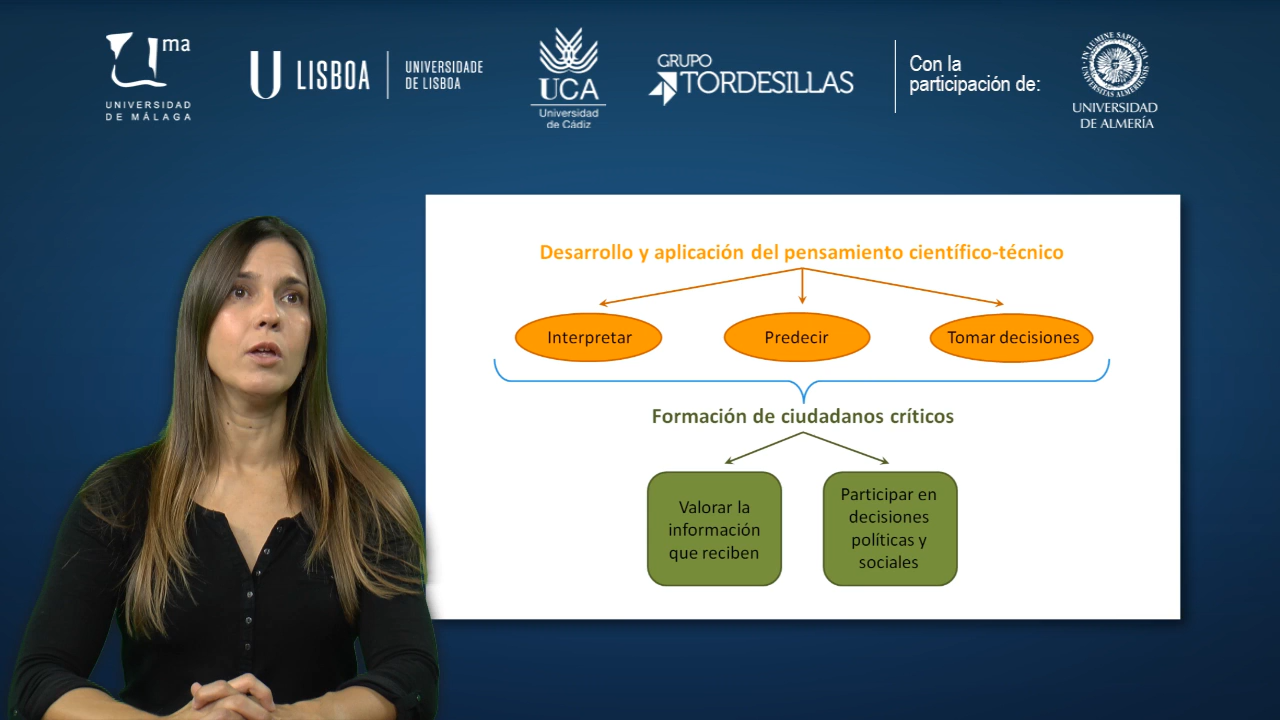 uma
UNIVERSIDAD
DE MÁLAGA
U LISBOA
UNIVERSIDADE
DE LISBOA
UCA
Universidad
de Cádiz
GRUPO
TORDESILLAS
Con la
participación de:
UNIVERSIDAD
DE ALMERÍA
Desarrollo y aplicación del pensamiento científico-técnico
Interpretar
Predecir
Tomar decisiones
Formación de ciudadanos críticos
Valorar la
información
que reciben
Participar en
decisiones
políticas y
sociales